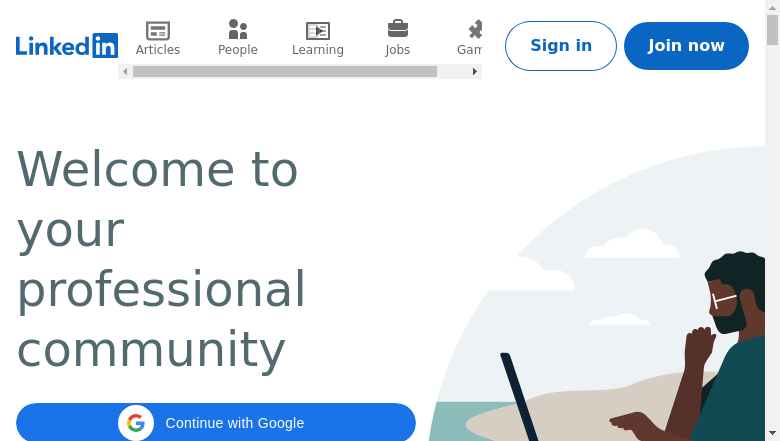 LinkedIn
Articles
People
Learning
Jobs
Gam
Sign in
Join now
Welcome to
your
professional
community
Continue with Google